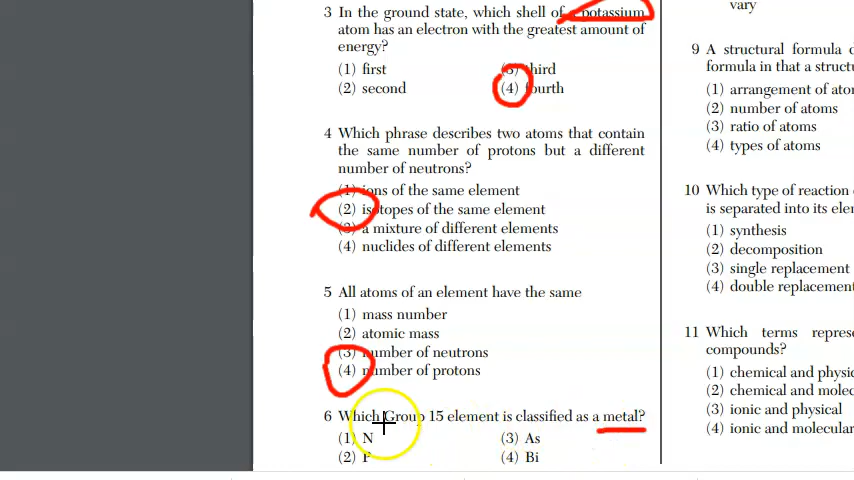 3 In the ground state, which shell of a potassium
atom has an electron with the greatest amount of
energy?
(1) first
(2) second
(3) third
(4) fourth
4 Which phrase describes two atoms that contain
the same number of protons but a different
number of neutrons?
(1) ions of the same element
(2) isotopes of the same element
(3) a mixture of different elements
(4) nuclides of different elements
5 All atoms of an element have the same
(1) mass number
(2) atomic mass
(3) number of neutrons
(4) number of protons
6 Which Group 15 element is classified as a metal?
(1) N
(2) P
(3) As
(4) Bi
vary
9 A structural formula
formula in that a struct
(1) arrangement of ato
(2) number of atoms
(3) ratio of atoms
(4) types of atoms
10 Which type of reaction
is separated into its ele
(1) synthesis
(2) decomposition
(3) single replacement
(4) double replacemen
11 Which terms repres
compounds?
(1) chemical and physi
(2) chemical and molec
(3) ionic and physical
(4) ionic and molecular